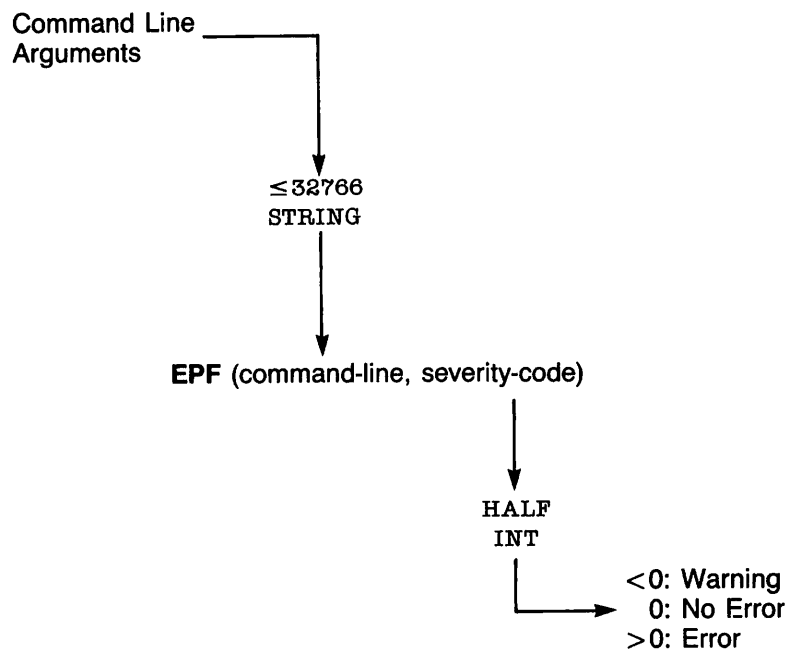 Command Line
Arguments
≤32766
STRING
EPF (command-line, severity-code)
HALF
INT
<0: Warning
0: No Error
>0: Error